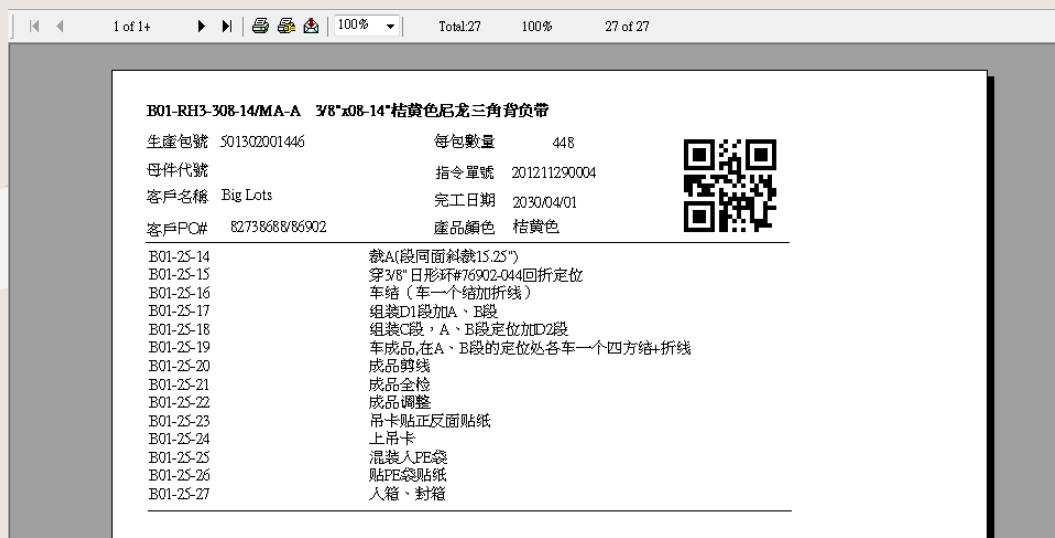 1 of 1+ 100% Total:27 100% 27 of 27
B01-RH3-308-14/MA-A 3/8"x08-14"桔黄色尼龙三角背负带
生產包號 501302001446 每包數量 448
母件代號 指令單號 201211290004
客戶名稱 Big Lots 完工日期 2030/04/01
客戶PO# 82738688/86902 產品顏色 桔黄色
B01-25-14 裁A(段同面斜裁15.25")
B01-25-15 穿3/8"日形环#76902-044回折定位
B01-25-16 车结（车一个结加折线）
B01-25-17 组装D1段加A、B段
B01-25-18 组装C段，A、B段定位加D2段
B01-25-19 车成品,在A、B段的定位处各车一个四方结+折线
B01-25-20 成品剪线
B01-25-21 成品全检
B01-25-22 成品调整
B01-25-23 吊卡贴正反面贴纸
B01-25-24 上吊卡
B01-25-25 混装入PE袋
B01-25-26 贴PE袋贴纸
B01-25-27 入箱、封箱